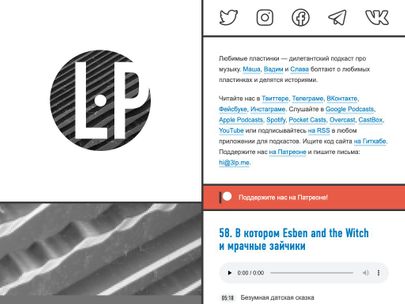 LP
Любимые пластинки — дилетантский подкаст про
музыку. Маша, Вадим и Слава болтают о любимых
пластинках и делятся историями.
Читайте нас в Твиттере, Телеграме, ВКонтакте,
Фейсбуке, Инстаграме. Слушайте в Google Podcasts,
Apple Podcasts, Spotify, Pocket Casts, Overcast, CastBox,
YouTube или подписывайтесь на RSS в любом
приложении для подкастов. Ищите код сайта на Гитхабе.
Поддержите нас на Патреоне и пишите письма:
hi@3lp.me.
Поддержите нас на Патреоне!
58. В котором Esben and the Witch
и мрачные зайчики
0:00 / 0:00
05:18 Безумная датская сказка